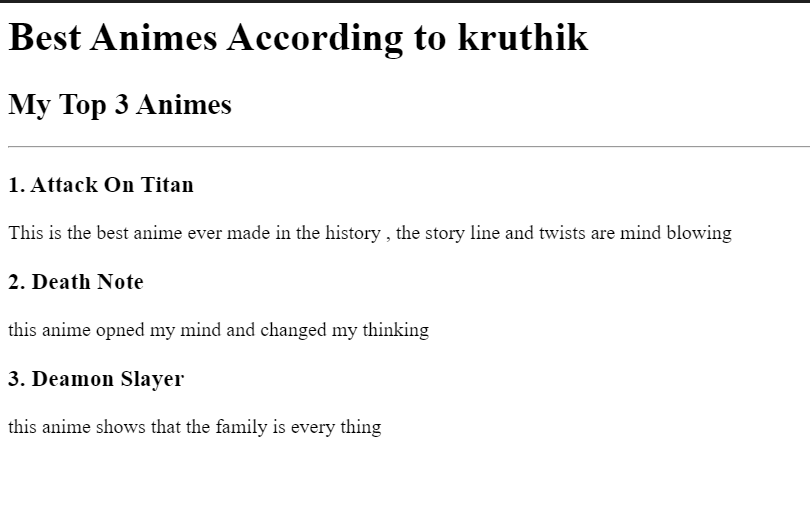 Best Animes According to kruthik
My Top 3 Animes
1. Attack On Titan
This is the best anime ever made in the history , the story line and twists are mind blowing
2. Death Note
this anime opned my mind and changed my thinking
3. Deamon Slayer
this anime shows that the family is every thing